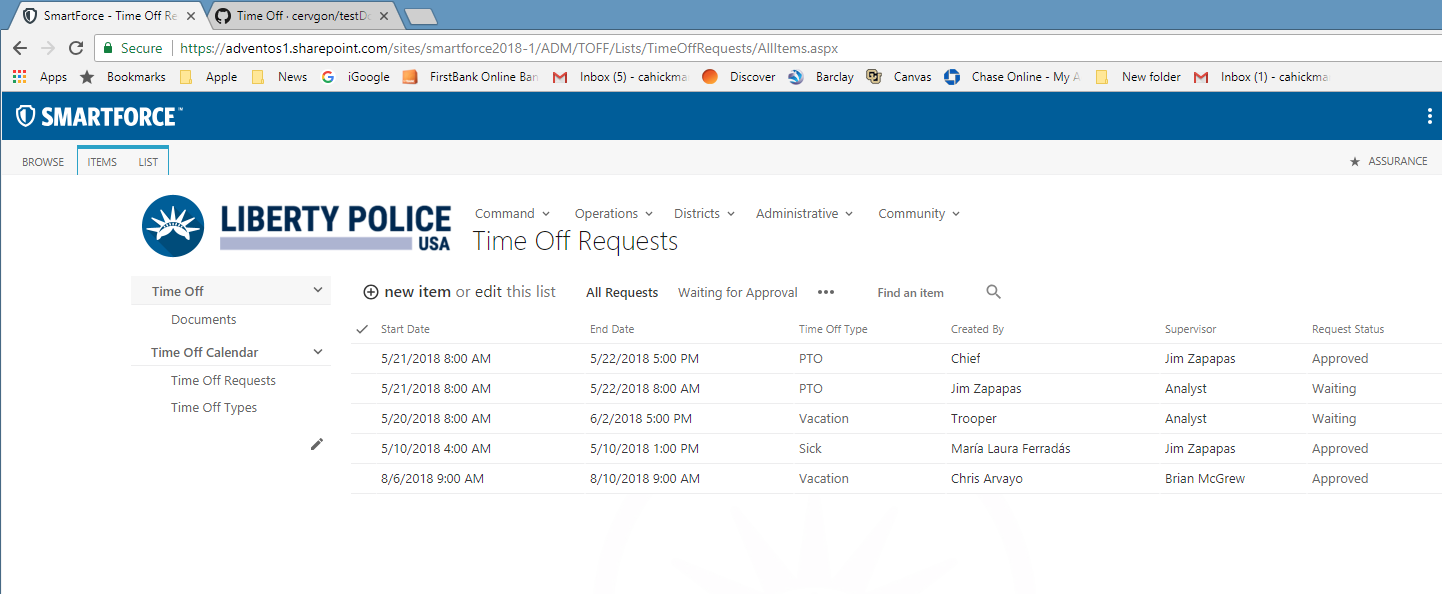 SmartForce - Time Off Re
Time Off · cervgon/testDo
Secure https://adventos1.sharepoint.com/sites/smartforce2018-1/ADM/TOFF/Lists/TimeOffRequests/AllItems.aspx
Apps Bookmarks Apple News iGoogle FirstBank Online Ban Inbox (5) - cahickma Discover Barclay Canvas Chase Online - My A New folder Inbox (1) - cahickma
SMARTFORCE™
BROWSE ITEMS LIST ASSURANCE
LIBERTY POLICE
USA
Command Operations Districts Administrative Community
Time Off Requests
Time Off
Documents
Time Off Calendar
Time Off Requests
Time Off Types
new item or edit this list All Requests Waiting for Approval ••• Find an item
Start Date End Date Time Off Type Created By Supervisor Request Status
5/21/2018 8:00 AM 5/22/2018 5:00 PM PTO Chief Jim Zapapas Approved
5/21/2018 8:00 AM 5/22/2018 8:00 AM PTO Jim Zapapas Analyst Waiting
5/20/2018 8:00 AM 6/2/2018 5:00 PM Vacation Trooper Analyst Waiting
5/10/2018 4:00 AM 5/10/2018 1:00 PM Sick María Laura Ferradás Jim Zapapas Approved
8/6/2018 9:00 AM 8/10/2018 9:00 AM Vacation Chris Arvayo Brian McGrew Approved